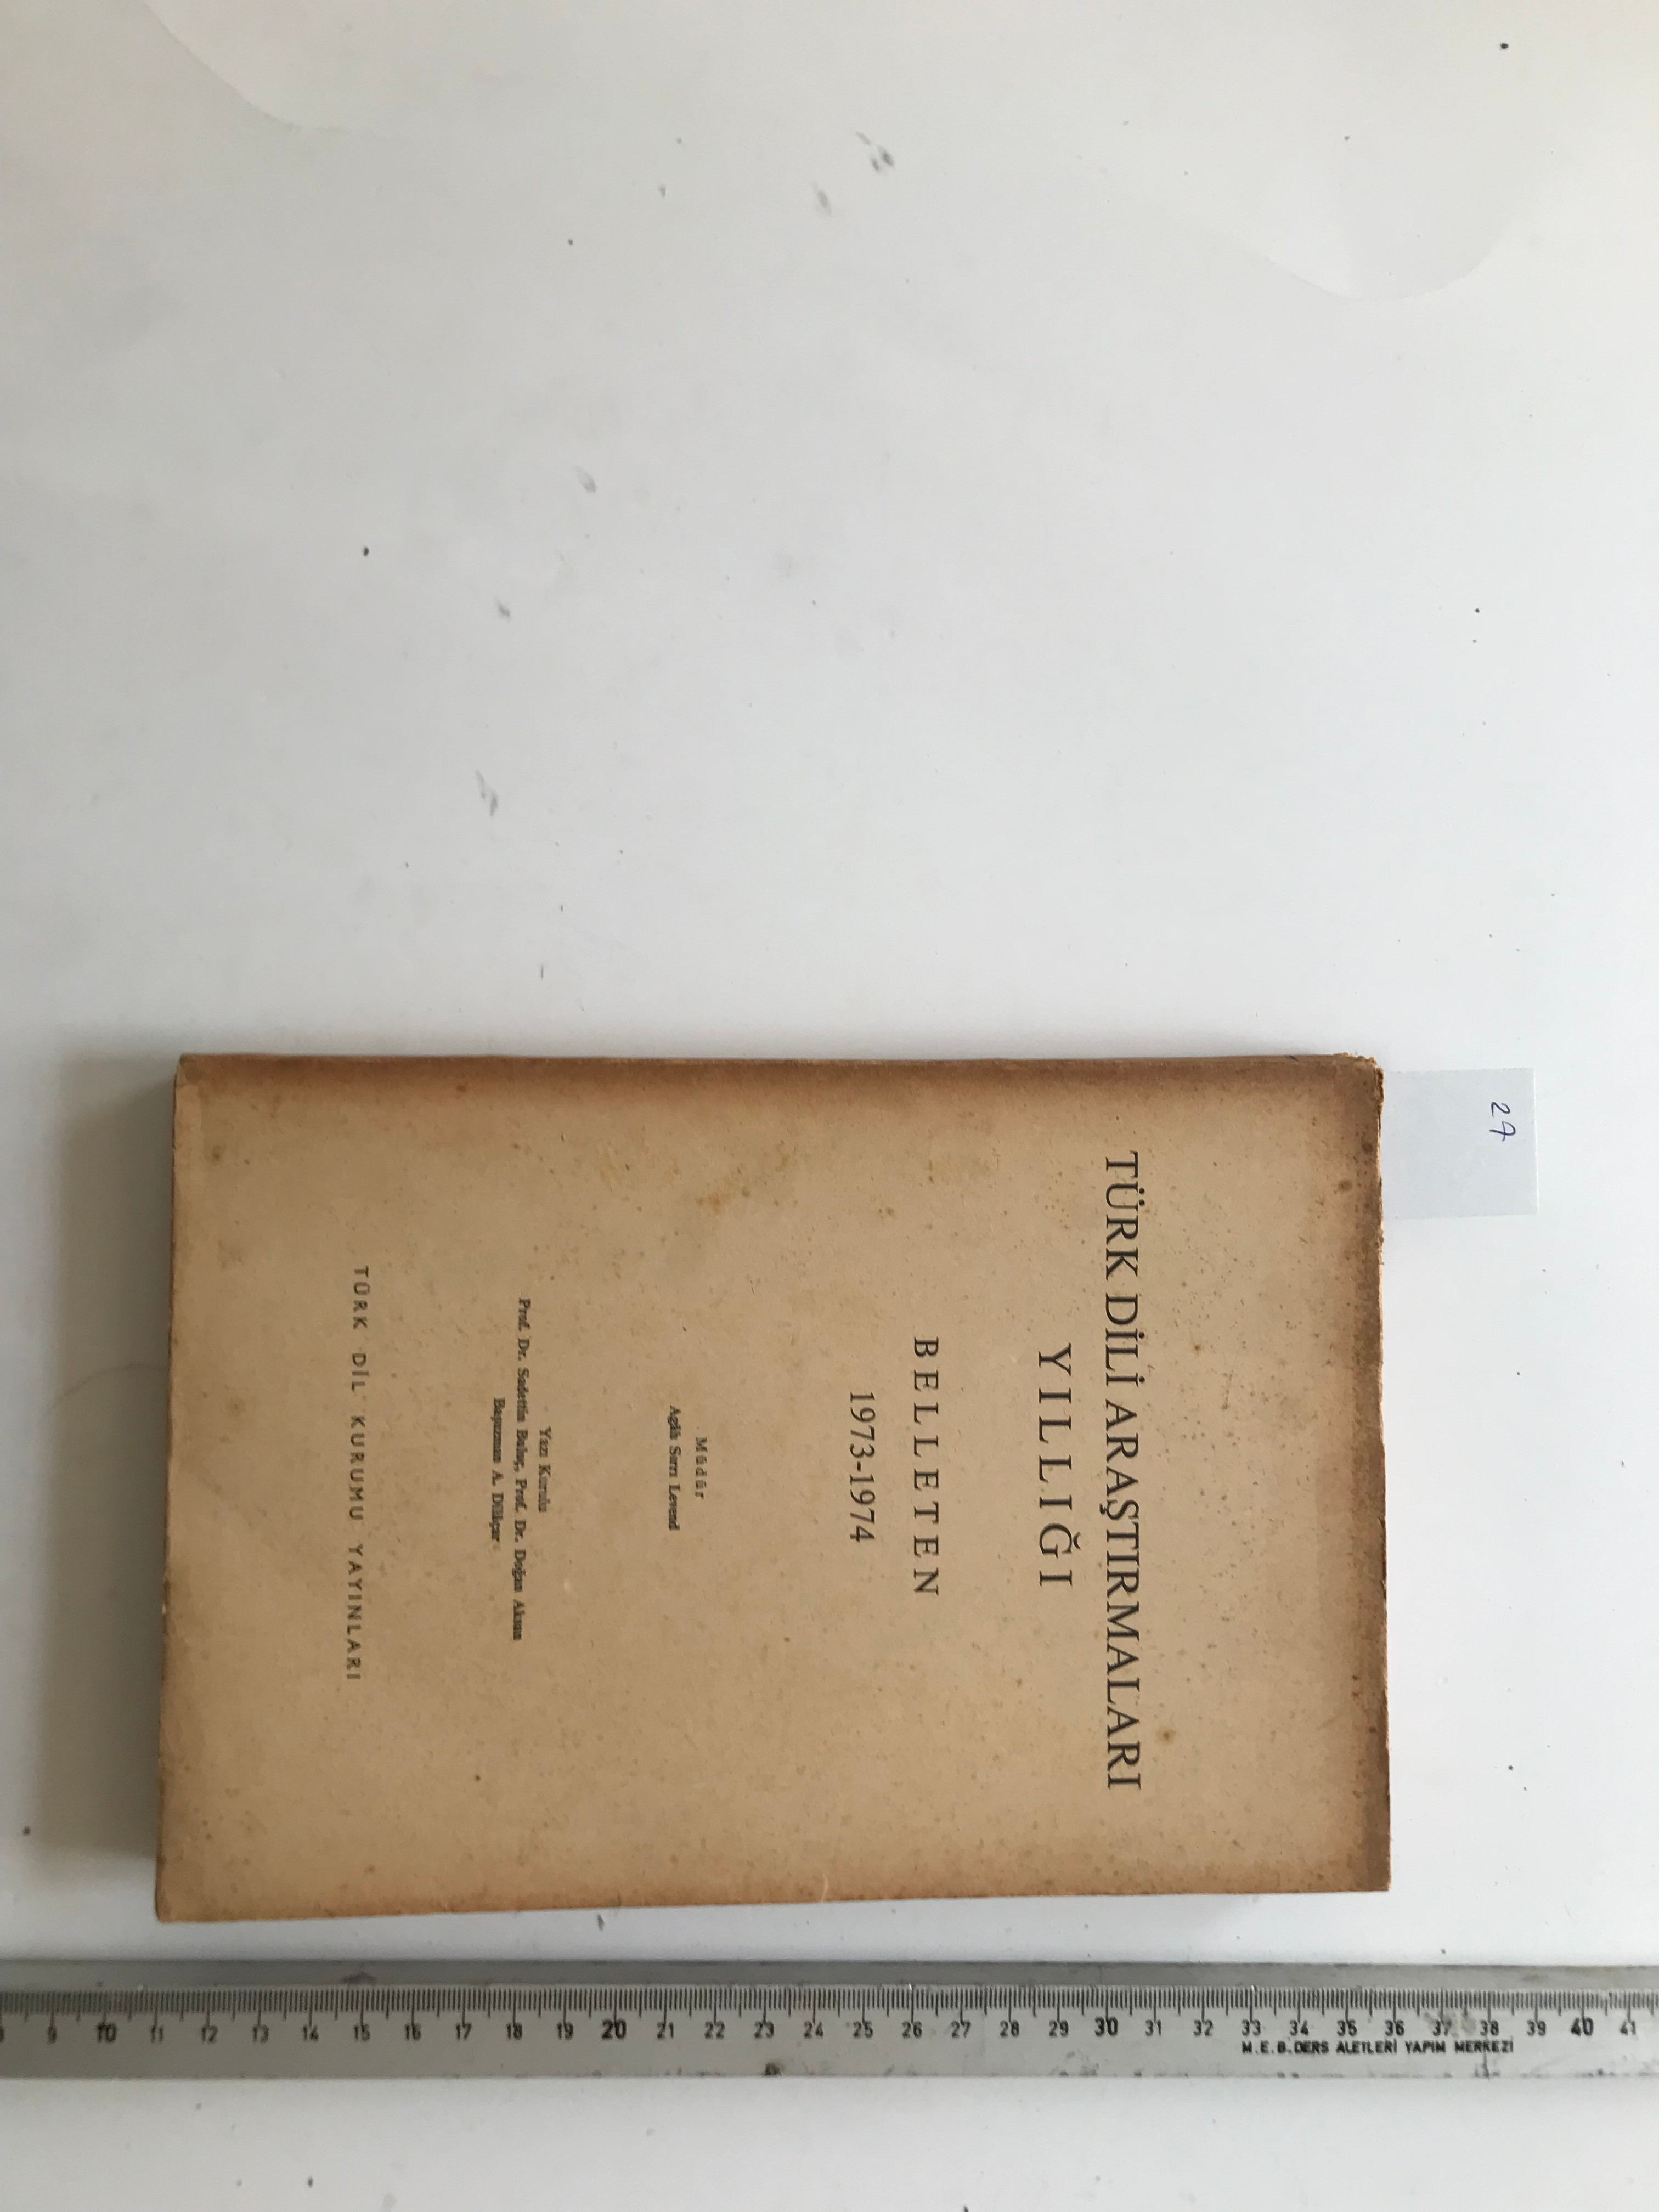 27
TÜRK DİLİ ARAŞTIRMALARI
YILLIĞI
BELLETEN
1973-1974
Müdür
Agâh Sırrı Levend
Yazı Kurulu
Prof. Dr. Sadettin Buluç, Prof. Dr. Doğan Aksan
Başuzman A. Dilâçar
TÜRK DİL KURUMU YAYINLARI
9 10 11 12 13 14 15 16 17 18 19 20 21 22 23 24 25 26 27 28 29 30 31 32 33 34 35 36 37 38 39 40 41
M.E.B. DERS ALETLERİ YAPIM MERKEZİ